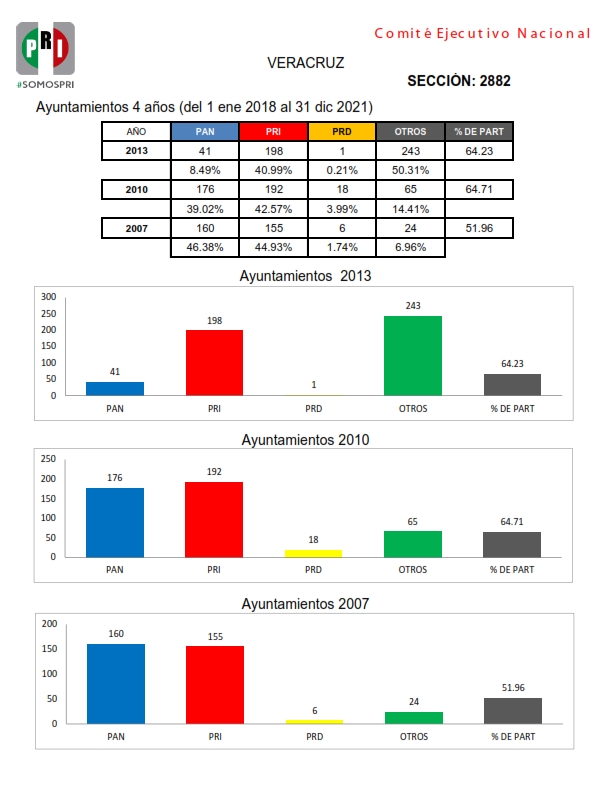 Comité Ejecutivo Nacional
PRI
#SOMOSPRI
VERACRUZ
SECCIÓN: 2882
Ayuntamientos 4 años (del 1 ene 2018 al 31 dic 2021)
AÑO PAN PRI PRD OTROS % DE PART
2013 41 198 1 243 64.23
8.49% 40.99% 0.21% 50.31%
2010 176 192 18 65 64.71
39.02% 42.57% 3.99% 14.41%
2007 160 155 6 24 51.96
46.38% 44.93% 1.74% 6.96%
Ayuntamientos 2013
300
250
200
150
100
50
0
41 198 1 243 64.23
PAN PRI PRD OTROS % DE PART
Ayuntamientos 2010
250
200
150
100
50
0
176 192 18 65 64.71
PAN PRI PRD OTROS % DE PART
Ayuntamientos 2007
200
150
100
50
0
160 155 6 24 51.96
PAN PRI PRD OTROS % DE PART